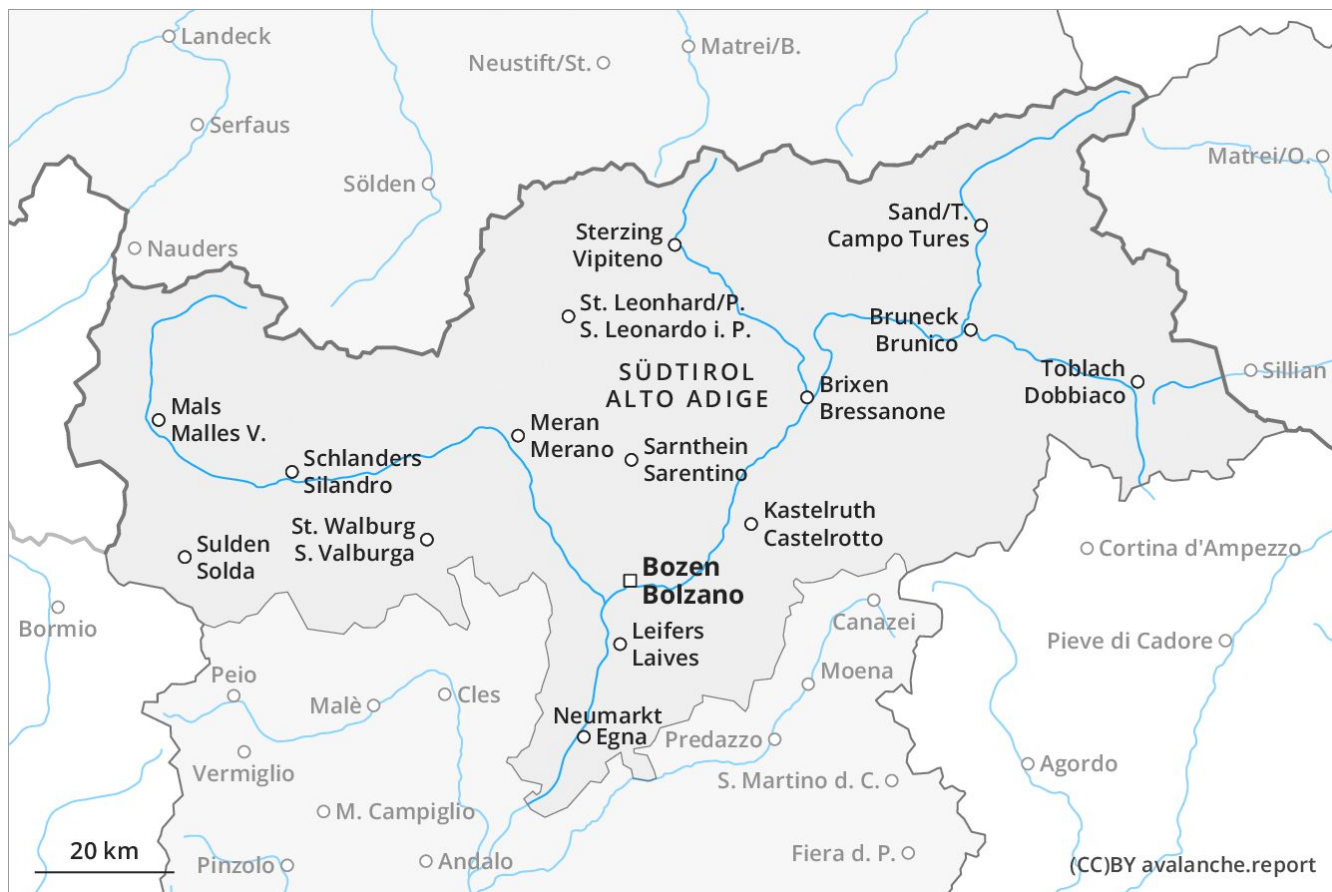 Landeck
Matrei/B.
Neustift/St.
Serfaus
Matrei/O.
Sölden
Sand/T.
Campo Tures
Sterzing
Vipiteno
Nauders
St. Leonhard/P.
S. Leonardo i. P.
Bruneck
Brunico
SÜDTIROL
ALTO ADIGE
Toblach
Dobbiaco
Sillian
Brixen
Bressanone
Mals
Malles V.
Meran
Merano
Sarnthein
Sarentino
Schlanders
Silandro
Kastelruth
Castelrotto
St. Walburg
S. Valburga
Sulden
Solda
Cortina d'Ampezzo
Bozen
Bolzano
Bormio
Canazei
Leifers
Laives
Pieve di Cadore
Peio
Moena
Cles
Malè
Neumarkt
Egna
Predazzo
Vermiglio
Agordo
S. Martino d. C.
M. Campiglio
20 km
Pinzolo
Andalo
Fiera d. P.
(CC)BY avalanche.report